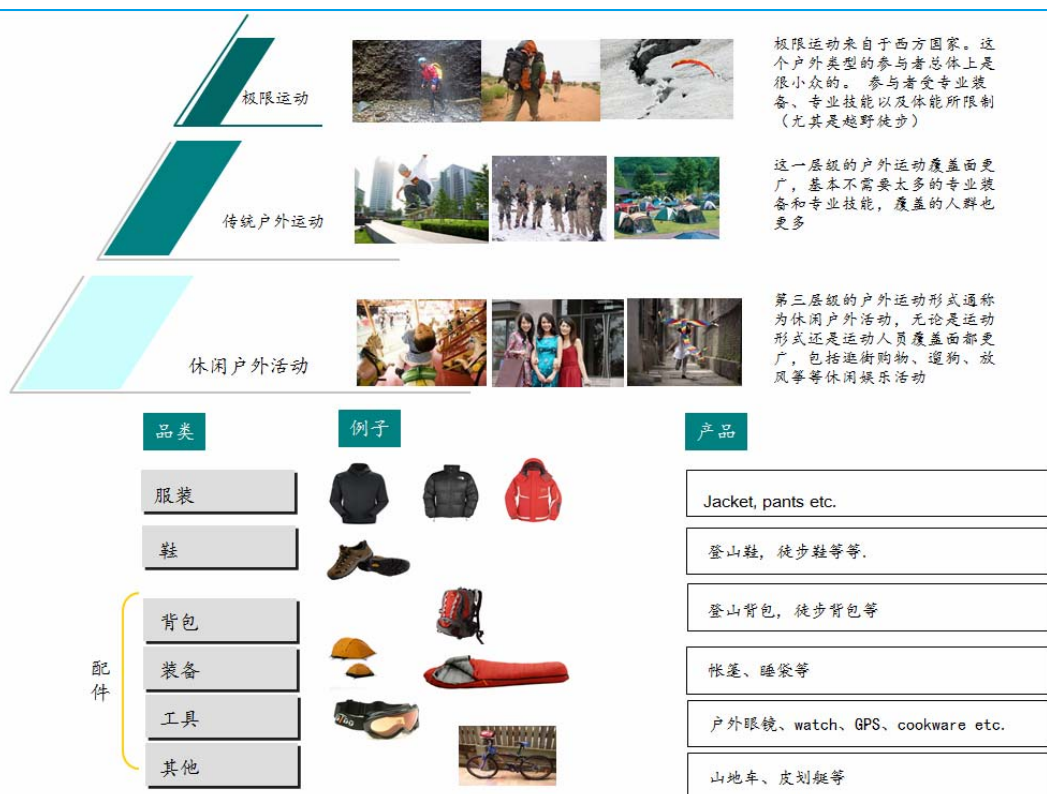 极限运动
极限运动来自于西方国家。这
个户外类型的参与者总体上是
很小众的。 参与者受专业装
备、专业技能以及体能所限制
（尤其是越野徒步）
传统户外运动
这一层级的户外运动覆盖面更
广，基本不需要太多的专业装
备和专业技能，覆盖的人群也
更多
休闲户外活动
第三层级的户外运动形式通称
为休闲户外活动，无论是运动
形式还是运动人员覆盖面都更
广，包括逛街购物、遛狗、放
风筝等休闲娱乐活动
品类
例子
产品
服装
Jacket, pants etc.
鞋
登山鞋，徒步鞋等等.
配件
背包
登山背包，徒步背包等
装备
帐篷、睡袋等
工具
户外眼镜、watch、GPS、cookware etc.
其他
山地车、皮划艇等